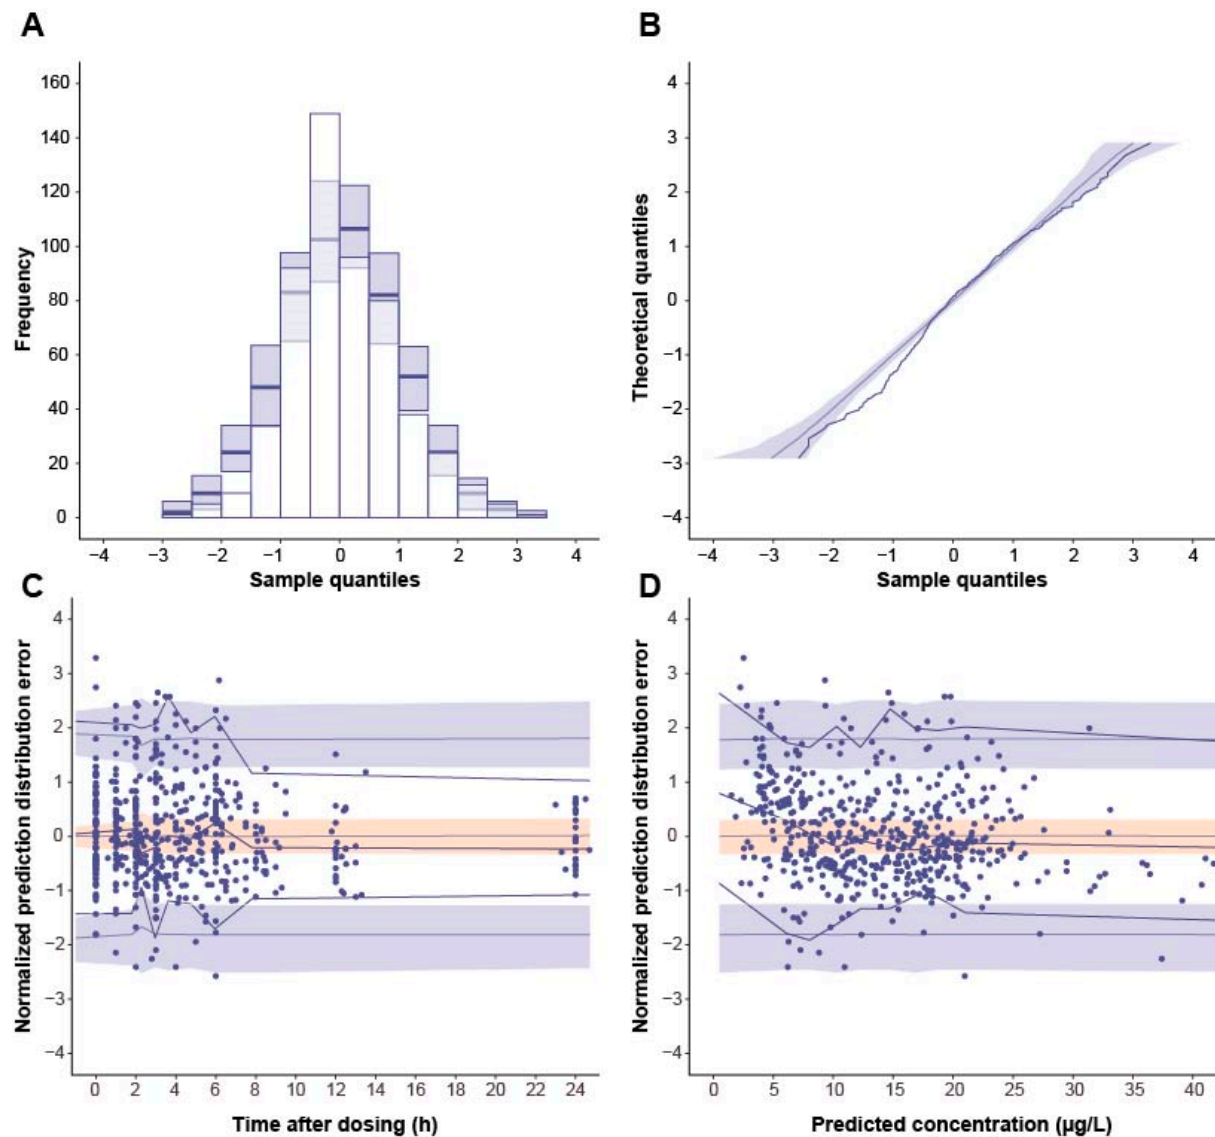 A
B
160
140
120
100
80
60
40
20
0
Frequency
−4 −3 −2 −1 0 1 2 3 4
Sample quantiles
4
3
2
1
0
−1
−2
−3
−4
Theoretical quantiles
−4 −3 −2 −1 0 1 2 3 4
Sample quantiles
C
D
4
3
2
1
0
−1
−2
−3
−4
Normalized prediction distribution error
0 2 4 6 8 10 12 14 16 18 20 22 24
Time after dosing (h)
4
3
2
1
0
−1
−2
−3
−4
Normalized prediction distribution error
0 5 10 15 20 25 30 35 40
Predicted concentration (µg/L)